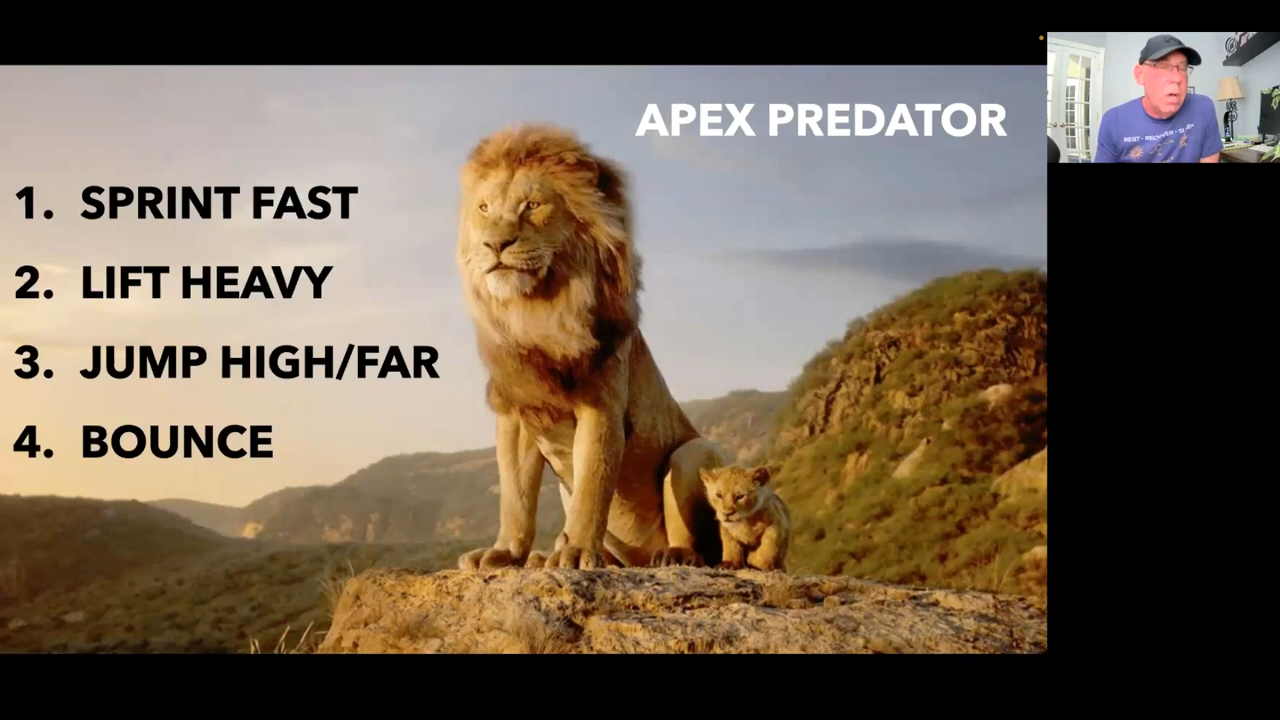 APEX PREDATOR
1. SPRINT FAST
2. LIFT HEAVY
3. JUMP HIGH/FAR
4. BOUNCE